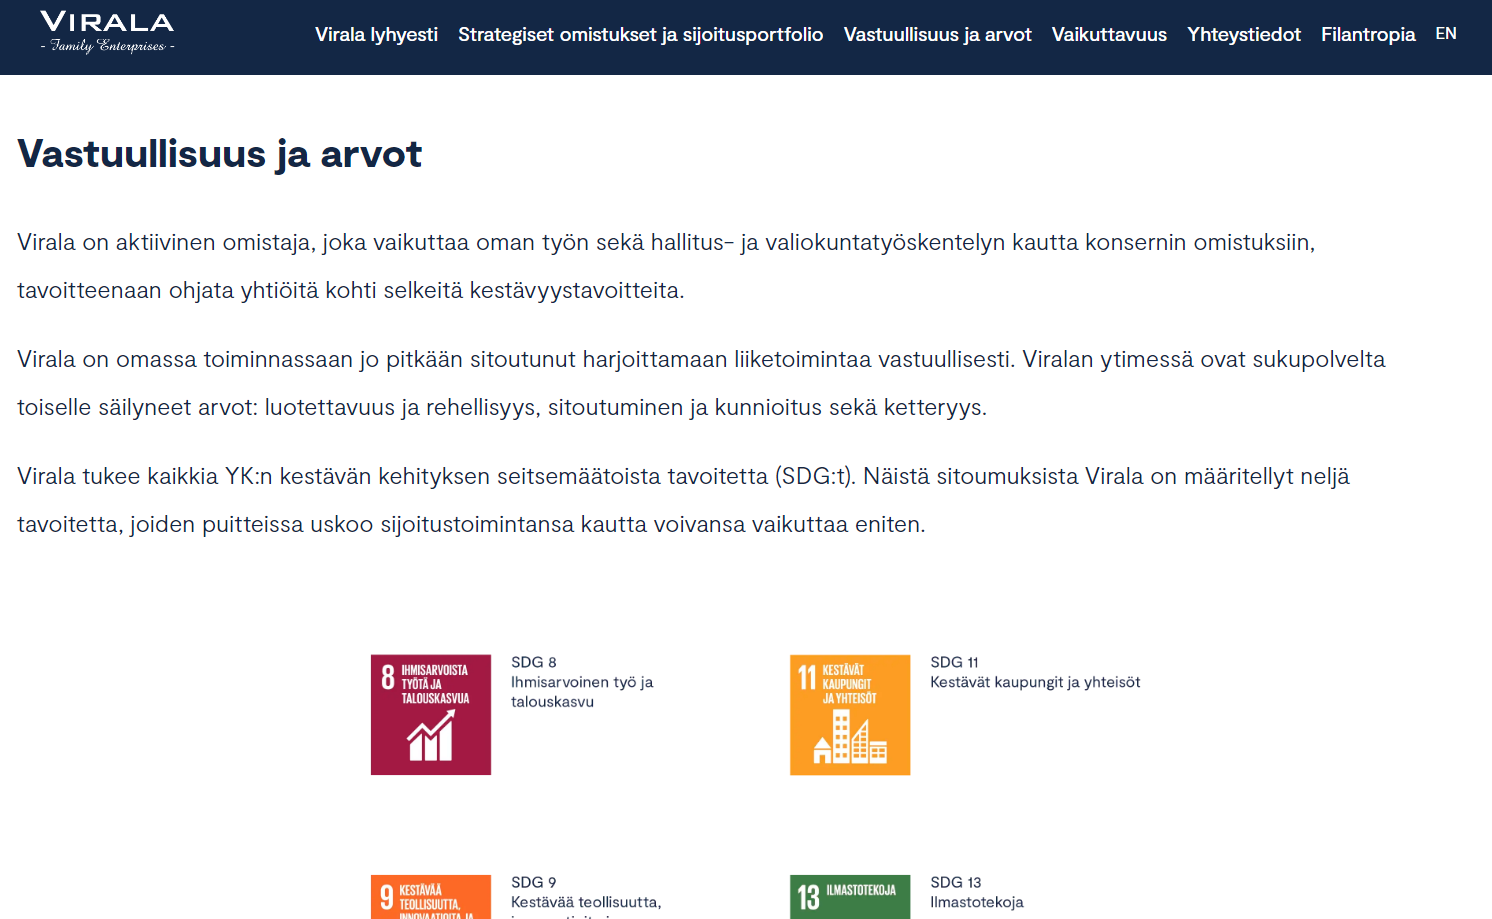 VIRALA
- Family Enterprises -
Virala lyhyesti Strategiset omistukset ja sijoitusportfolio Vastuullisuus ja arvot Vaikuttavuus Yhteystiedot Filantropia EN
Vastuullisuus ja arvot
Virala on aktiivinen omistaja, joka vaikuttaa oman työn sekä hallitus- ja valiokuntatyöskentelyn kautta konsernin omistuksiin,
tavoitteenaan ohjata yhtiöitä kohti selkeitä kestävyystavoitteita.
Virala on omassa toiminnassaan jo pitkään sitoutunut harjoittamaan liiketoimintaa vastuullisesti. Viralan ytimessä ovat sukupolvelta
toiselle säilyneet arvot: luotettavuus ja rehellisyys, sitoutuminen ja kunnioitus sekä ketteryys.
Virala tukee kaikkia YK:n kestävän kehityksen seitsemäätoista tavoitetta (SDG:t). Näistä sitoumuksista Virala on määritellyt neljä
tavoitetta, joiden puitteissa uskoo sijoitustoimintansa kautta voivansa vaikuttaa eniten.
8 IHMISARVOISTA
TYÖTÄ JA
TALOUSKASVUA
SDG 8
Ihmisarvoinen työ ja
talouskasvu
11 KESTÄVÄT
KAUPUNGIT
JA YHTEISÖT
SDG 11
Kestävät kaupungit ja yhteisöt
9 KESTÄVÄÄ
TEOLLISUUTTA,
INNOVAATIOITA JA
SDG 9
Kestävää teollisuutta,
13 ILMASTOTEKOJA
SDG 13
Ilmastotekoja